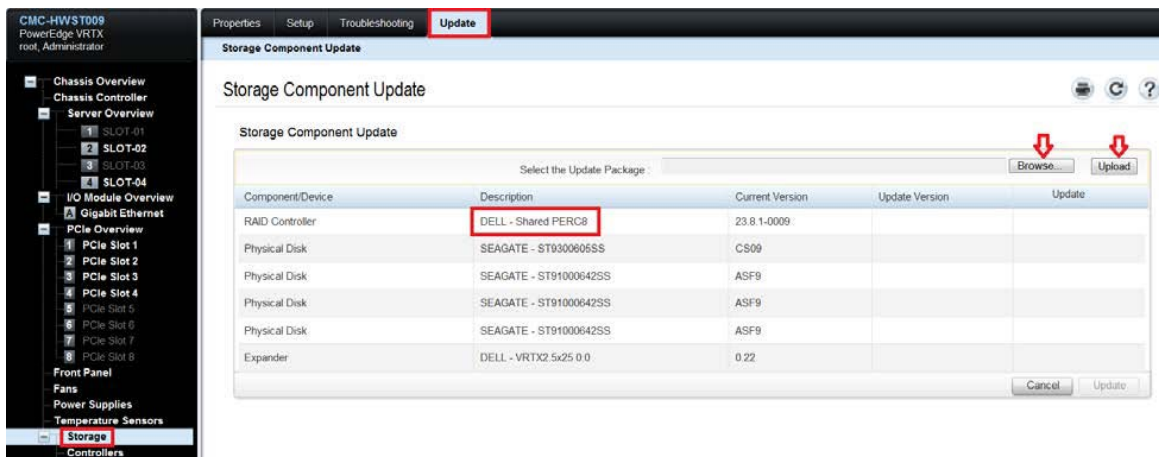 CMC-HWST009
PowerEdge VRTX
root, Administrator
Properties Setup Troubleshooting Update
Storage Component Update
Chassis Overview
Chassis Controller
Server Overview
1 SLOT-01
2 SLOT-02
3 SLOT-03
4 SLOT-04
I/O Module Overview
A Gigabit Ethernet
PCIe Overview
1 PCIe Slot 1
2 PCIe Slot 2
3 PCIe Slot 3
4 PCIe Slot 4
5 PCIe Slot 5
6 PCIe Slot 6
7 PCIe Slot 7
8 PCIe Slot 8
Front Panel
Fans
Power Supplies
Temperature Sensors
Storage
Controllers
Storage Component Update
?
Storage Component Update
Select the Update Package : Browse... Upload
Component/Device Description Current Version Update Version Update
RAID Controller DELL - Shared PERC8 23.8.1-0009
Physical Disk SEAGATE - ST9300605SS CS09
Physical Disk SEAGATE - ST91000642SS ASF9
Physical Disk SEAGATE - ST91000642SS ASF9
Physical Disk SEAGATE - ST91000642SS ASF9
Expander DELL - VRTX2.5x25 0:0 0.22
Cancel Update